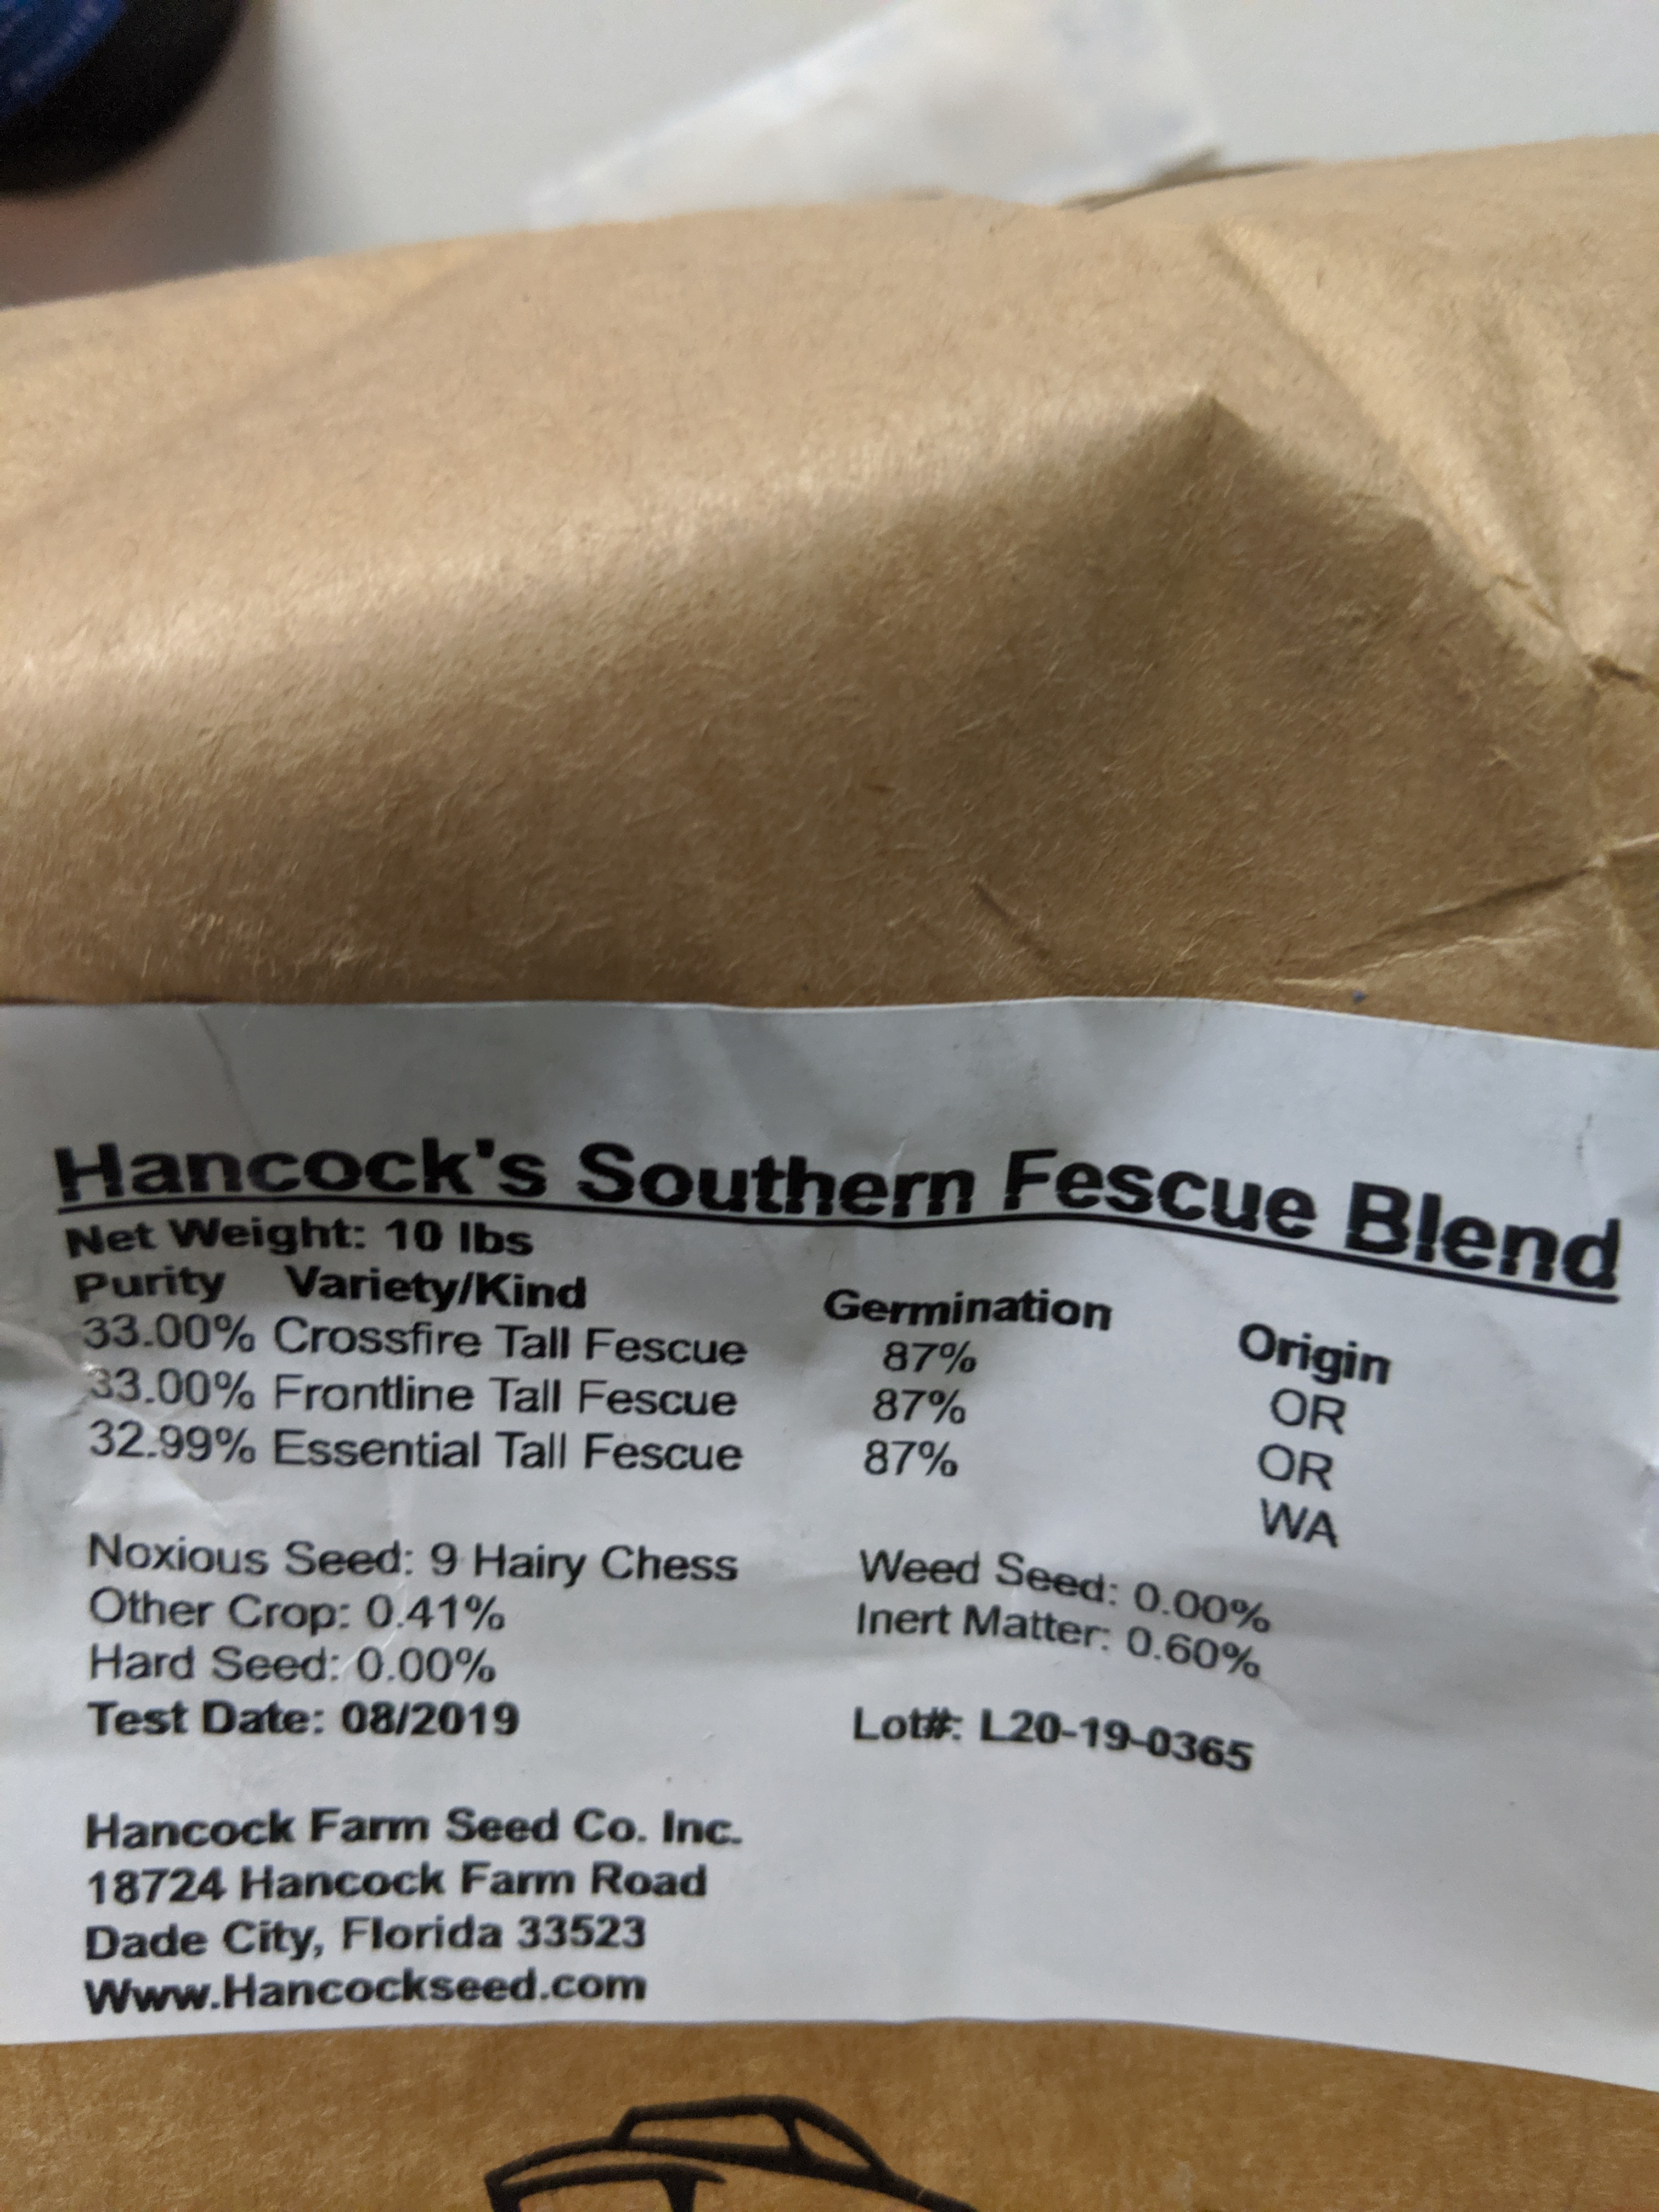 Hancock's Southern Fescue Blend
Net Weight: 10 lbs
Purity Variety/Kind Germination Origin
33.00% Crossfire Tall Fescue 87% OR
33.00% Frontline Tall Fescue 87% OR
32.99% Essential Tall Fescue 87% WA
Noxious Seed: 9 Hairy Chess Weed Seed: 0.00%
Other Crop: 0.41% Inert Matter: 0.60%
Hard Seed: 0.00%
Test Date: 08/2019 Lot#: L20-19-0365
Hancock Farm Seed Co. Inc.
18724 Hancock Farm Road
Dade City, Florida 33523
Www.Hancockseed.com